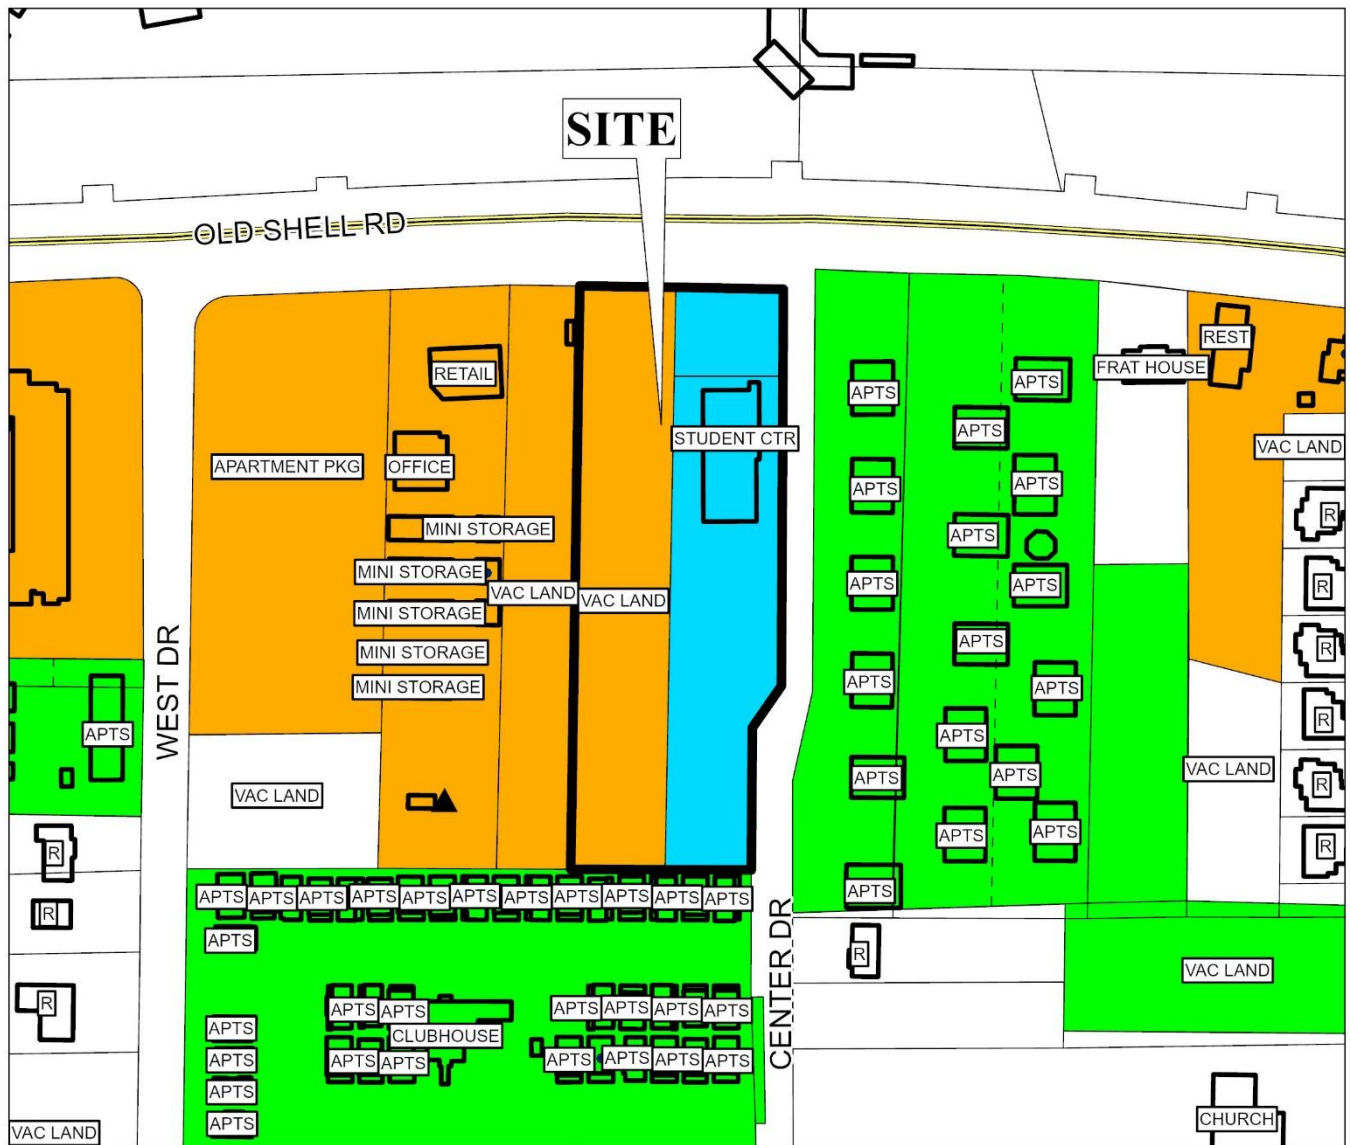 SITE
OLD SHELL RD
REST
FRAT HOUSE
RETAIL
APTS
APTS
APTS
STUDENT CTR
VAC LAND
APARTMENT PKG
OFFICE
APTS
APTS
MINI STORAGE
APTS
R
MINI STORAGE
APTS
APTS
R
VAC LAND
VAC LAND
MINI STORAGE
MINI STORAGE
APTS
R
MINI STORAGE
APTS
APTS
WEST DR
APTS
APTS
R
APTS
APTS
VAC LAND
R
VAC LAND
APTS
APTS
R
R
APTS
APTS
APTS
APTS
APTS
APTS
APTS
APTS
APTS
APTS
APTS
APTS
R
APTS
CENTER DR
R
VAC LAND
R
APTS
APTS
APTS
APTS
APTS
APTS
APTS
CLUBHOUSE
APTS
APTS
APTS
APTS
APTS
APTS
APTS
APTS
CHURCH
APTS
VAC LAND